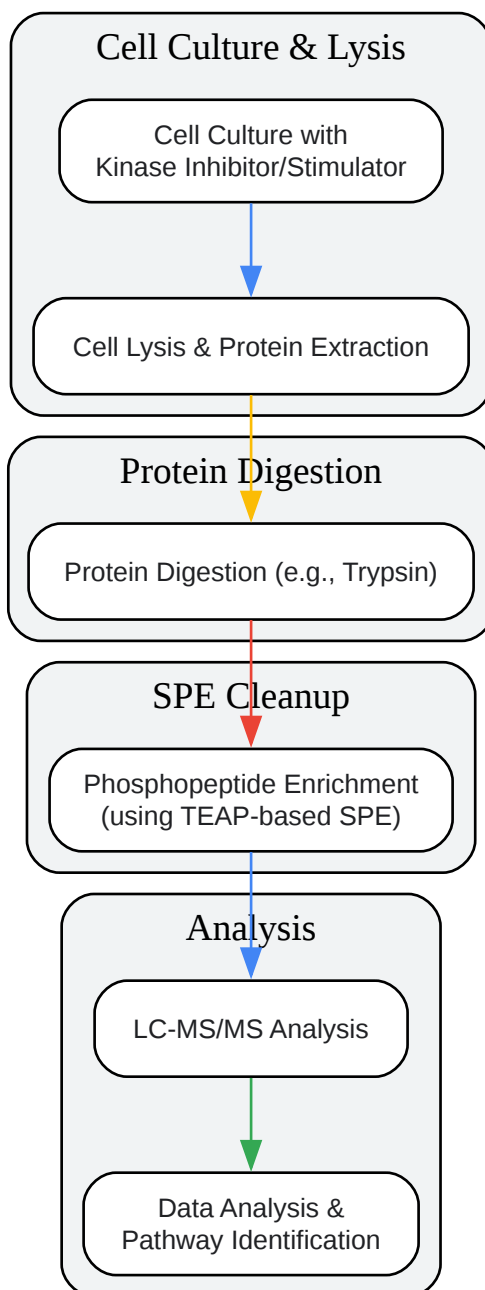 Cell Culture & Lysis
Cell Culture with
Kinase Inhibitor/Stimulator
Cell Lysis & Protein Extraction
Protein Digestion
Protein Digestion (e.g., Trypsin)
SPE Cleanup
Phosphopeptide Enrichment
(using TEAP-based SPE)
Analysis
LC-MS/MS Analysis
Data Analysis &
Pathway Identification